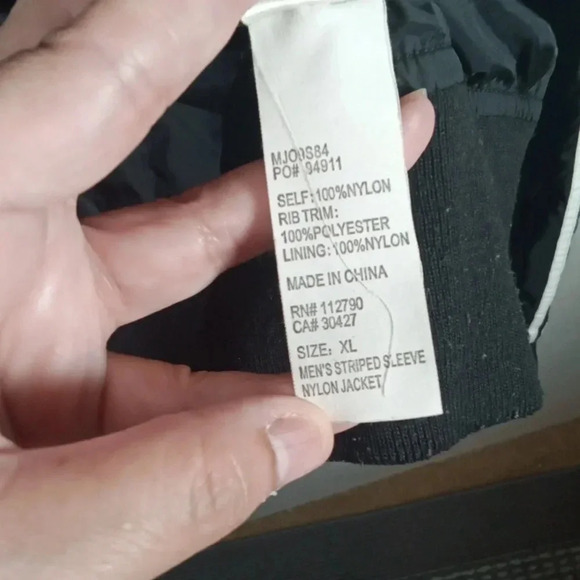 MJO0S84
PO# 94911
SELF:100%NYLON
RIB TRIM:
100%POLYESTER
LINING:100%NYLON
MADE IN CHINA
RN# 112790
CA# 30427
SIZE: XL
MEN'S STRIPED SLEEVE
NYLON JACKET